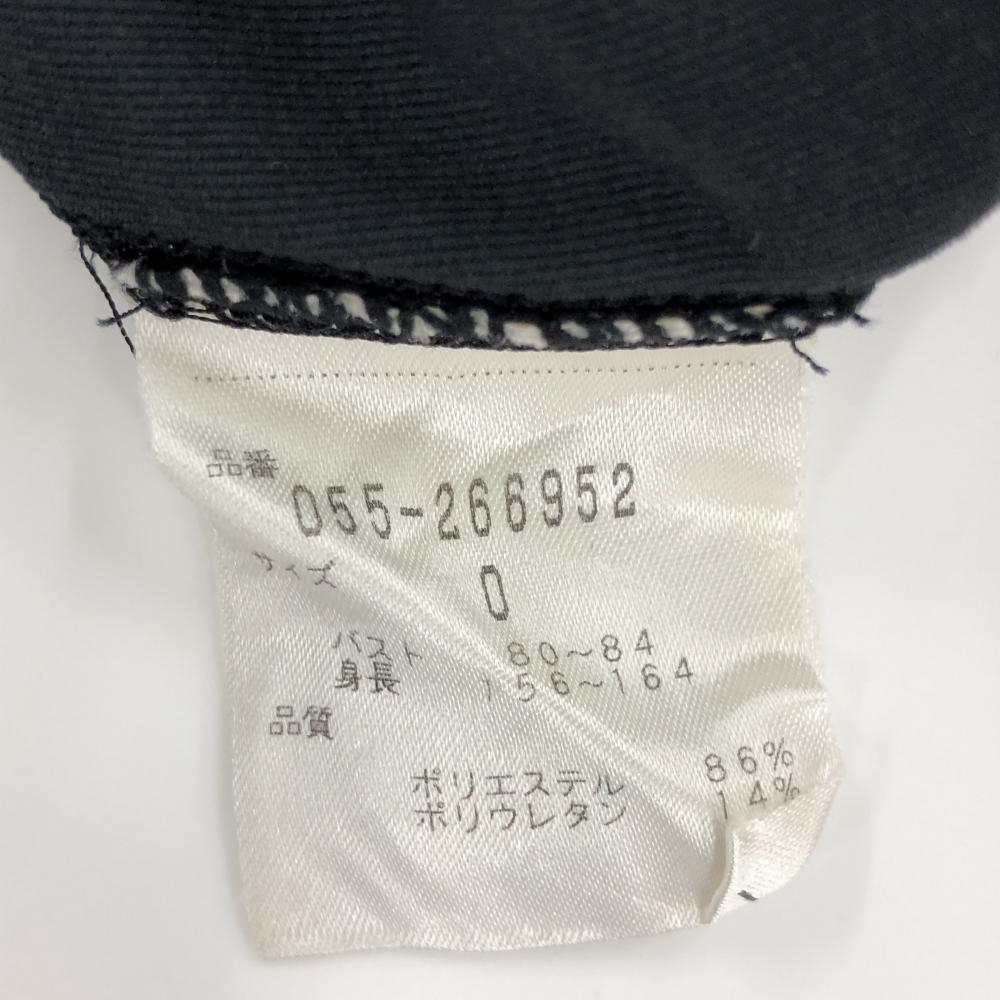 品番
055-266952
サイズ 0
バスト 80~84
身長 156~164
品質
ポリエステル 86%
ポリウレタン 14%